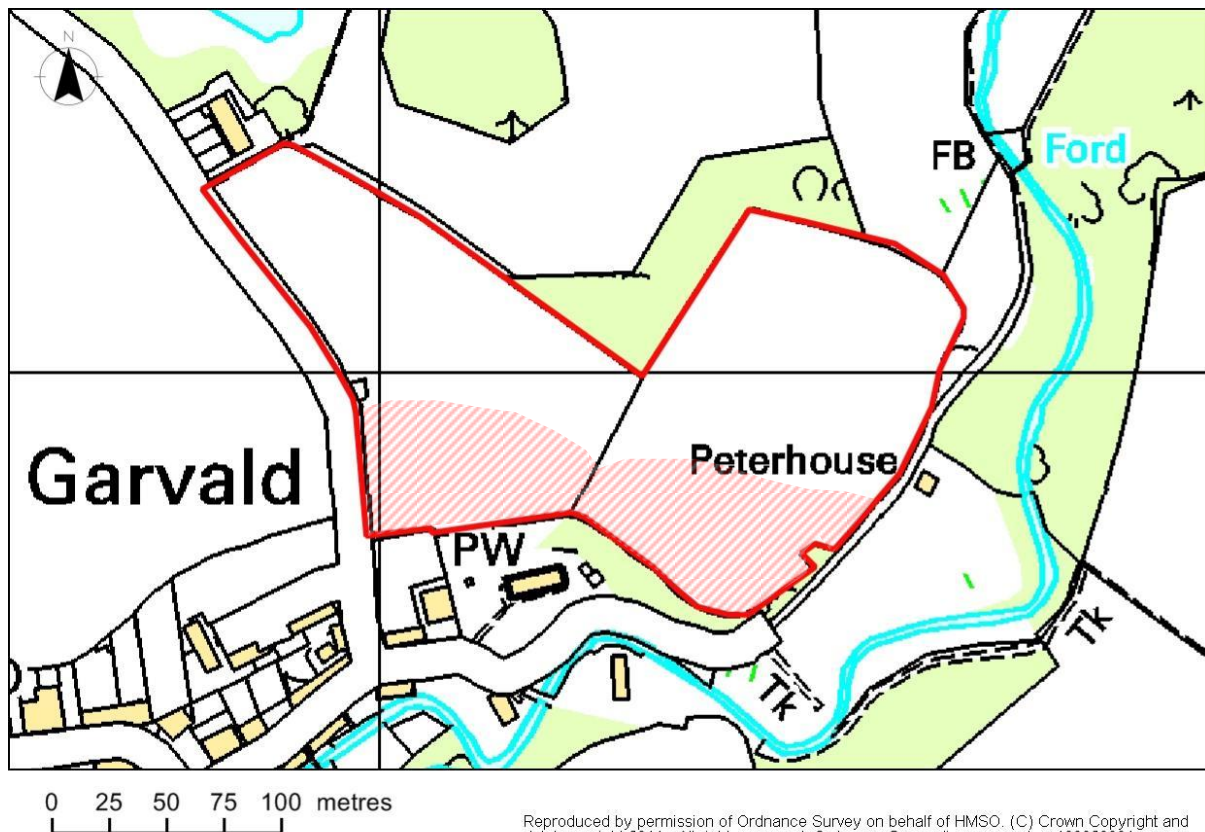 N
FB
Ford
Peterhouse
Garvald
PW
Tk
Tk
0 25 50 75 100 metres
Reproduced by permission of Ordnance Survey on behalf of HMSO. (C) Crown Copyright and